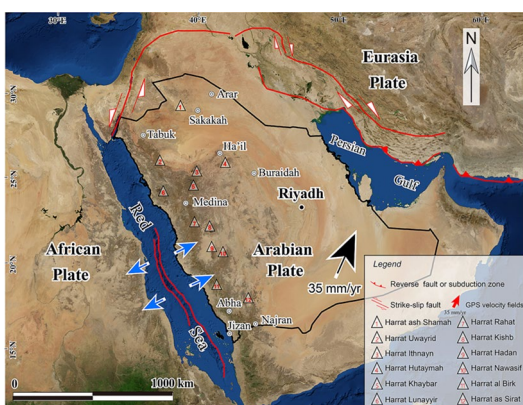 30°E 40°E 50°E 60°E
N
Eurasia
Plate
30°N
Arar
Sakakah
Tabuk
Ha'il
Persian
Gulf
25°N
Buraidah
Riyadh
Medina
Red
Sea
African
Plate
Arabian
Plate
20°N
35 mm/yr
Abha
Jizan
Najran
15°N
0 1000 km
Legend
Reverse fault or subduction zone
Strike-slip fault
GPS velocity fields
35 mm/yr
Harrat ash Shamah
Harrat Rahat
Harrat Uwayrid
Harrat Kishb
Harrat Ithnayn
Harrat Hadan
Harrat Hutaymah
Harrat Nawasif
Harrat Khaybar
Harrat al Birk
Harrat Lunayyir
Harrat as Sirat